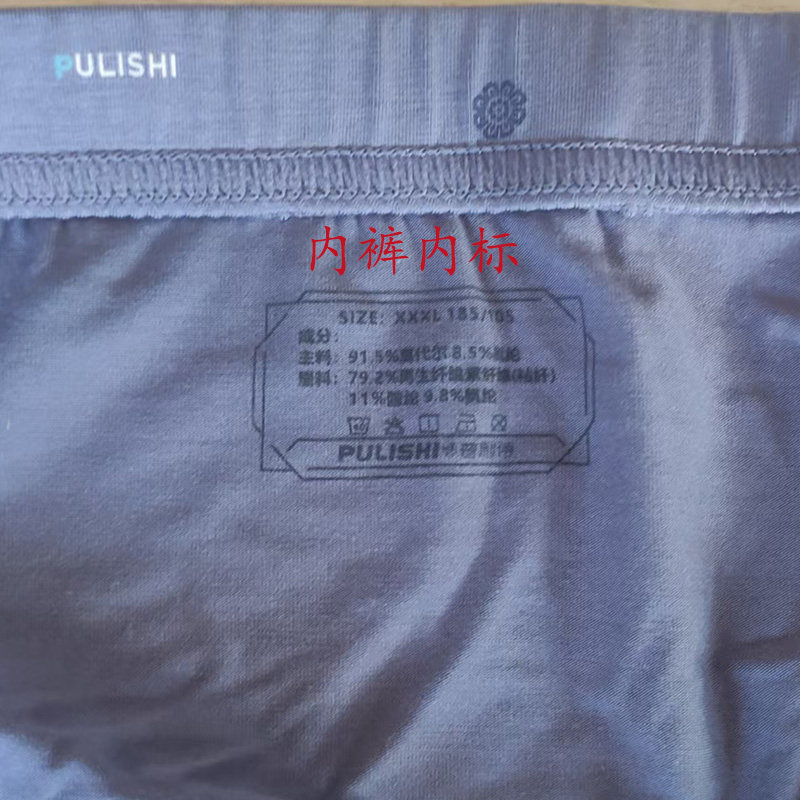 PULISHI
内裤内标
SIZE: XXXL 185/105
成分:
主料: 91.5%莫代尔 8.5%氨纶
里料: 79.2%再生纤维素纤维(粘纤)
11%锦纶 9.8%氨纶
PULISHI